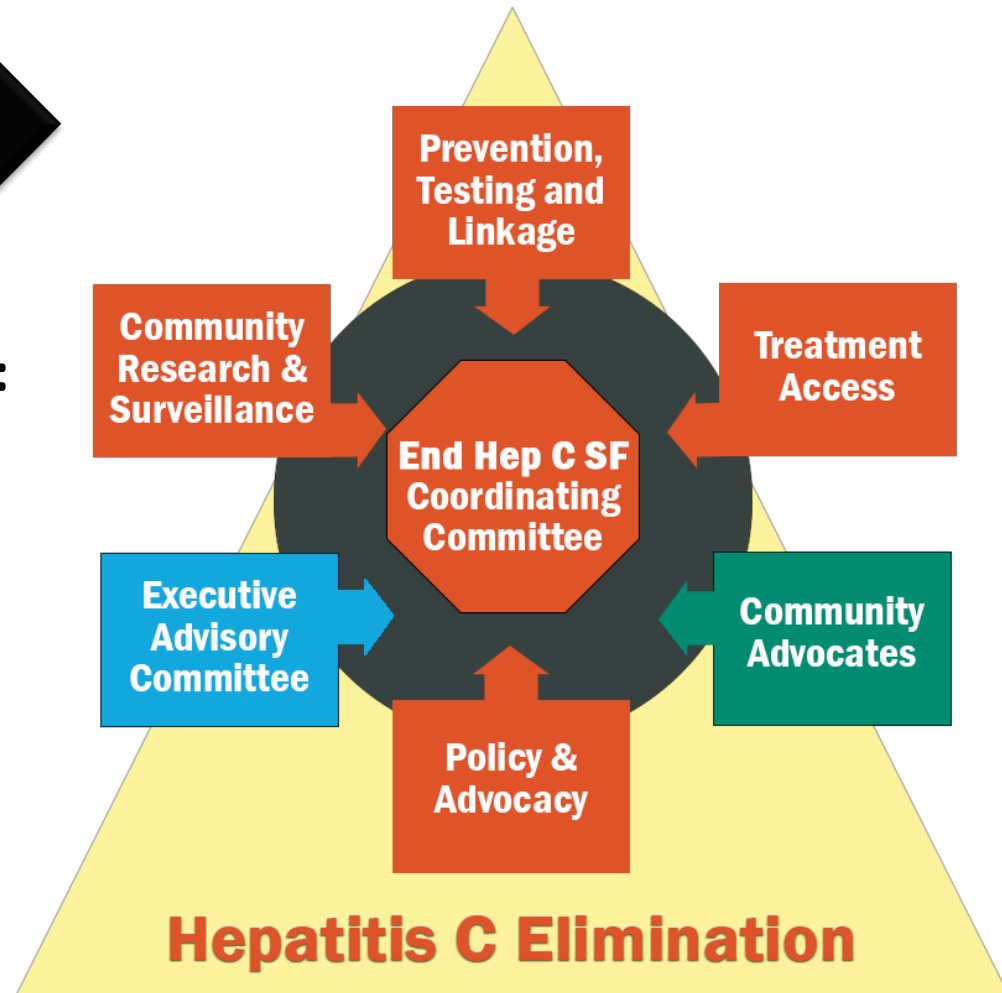 Prevention,
Testing and
Linkage
Community
Research &
Surveillance
Treatment
Access
:
End Hep C SF
Coordinating
Committee
Executive
Advisory
Committee
Community
Advocates
Policy &
Advocacy
Hepatitis C Elimination